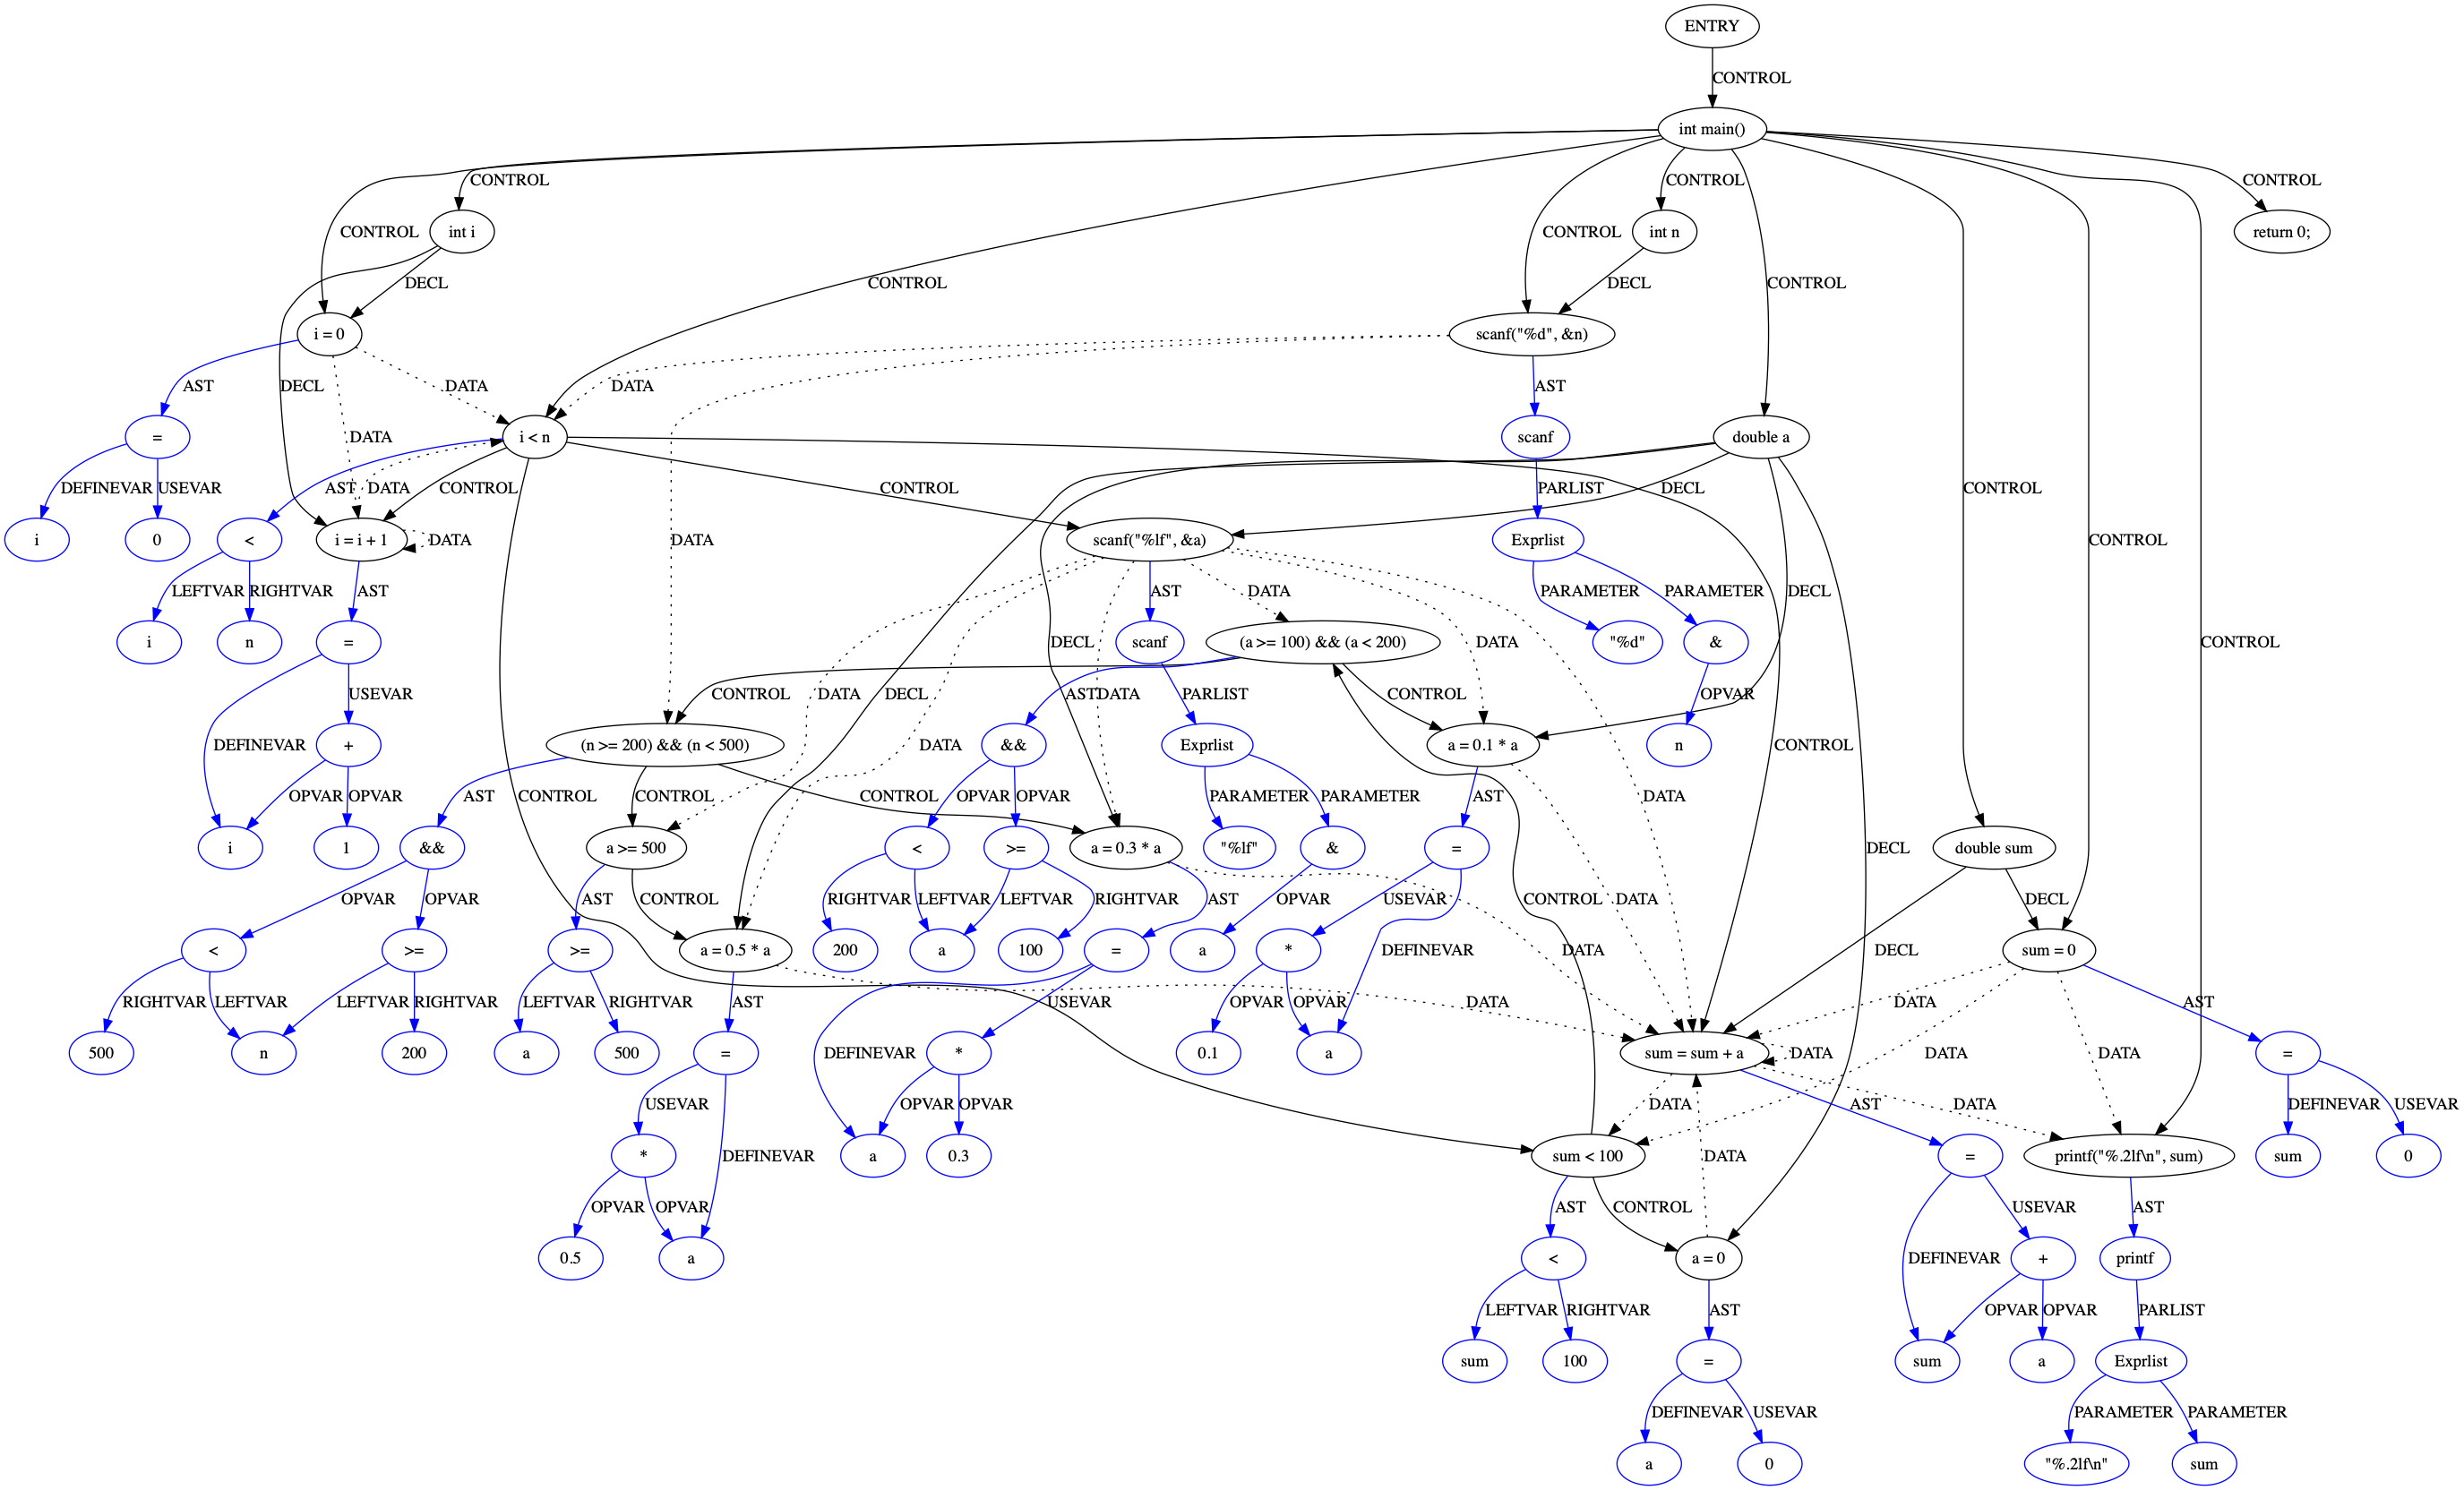 ENTRY
CONTROL
int main()
CONTROL
CONTROL
CONTROL
int i
int n
return 0;
CONTROL
DECL
CONTROL
CONTROL
DECL
CONTROL
i = 0
scanf("%d", &n)
AST
DECL
DATA
DATA
AST
=
i < n
scanf
double a
DATA
CONTROL
DEFINEVAR
USEVAR
AST
DATA
CONTROL
CONTROL
PARLIST
DECL
i
0
<
i = i + 1
DATA
scanf("%lf", &a)
Exprlist
DATA
CONTROL
LEFTVAR
RIGHTVAR
AST
AST
DATA
PARAMETER
PARAMETER
DECL
i
n
=
DECL
scanf
(a >= 100) && (a < 200)
DATA
"%d"
&
CONTROL
USEVAR
CONTROL
DATA
DECL
AST
DATA
PARLIST
CONTROL
OPVAR
DEFINEVAR
+
(n >= 200) && (n < 500)
DATA
&&
Exprlist
a = 0.1 * a
n
CONTROL
OPVAR
OPVAR
AST
CONTROL
CONTROL
CONTROL
OPVAR
OPVAR
PARAMETER
PARAMETER
AST
DATA
i
1
&&
a >= 500
a = 0.3 * a
<
>=
"%lf"
&
=
DECL
double sum
OPVAR
OPVAR
AST
CONTROL
RIGHTVAR
LEFTVAR
LEFTVAR
RIGHTVAR
AST
OPVAR
CONTROL
USEVAR
DATA
DECL
<
>=
>=
a = 0.5 * a
200
a
100
=
a
*
DATA
DEFINEVAR
DECL
sum = 0
RIGHTVAR
LEFTVAR
LEFTVAR
RIGHTVAR
LEFTVAR
RIGHTVAR
AST
USEVAR
OPVAR
OPVAR
DATA
DATA
AST
500
n
200
a
500
=
DEFINEVAR
*
0.1
a
sum = sum + a
DATA
DATA
DATA
=
USEVAR
OPVAR
OPVAR
DATA
AST
DATA
DEFINEVAR
USEVAR
*
DEFINEVAR
a
0.3
sum < 100
DATA
=
printf("%.2lf\n", sum)
sum
0
OPVAR
OPVAR
AST
CONTROL
USEVAR
AST
0.5
a
<
a = 0
DEFINEVAR
+
printf
LEFTVAR
RIGHTVAR
AST
OPVAR
OPVAR
PARLIST
sum
100
=
sum
a
Exprlist
DEFINEVAR
USEVAR
PARAMETER
PARAMETER
a
0
"%.2lf\n"
sum